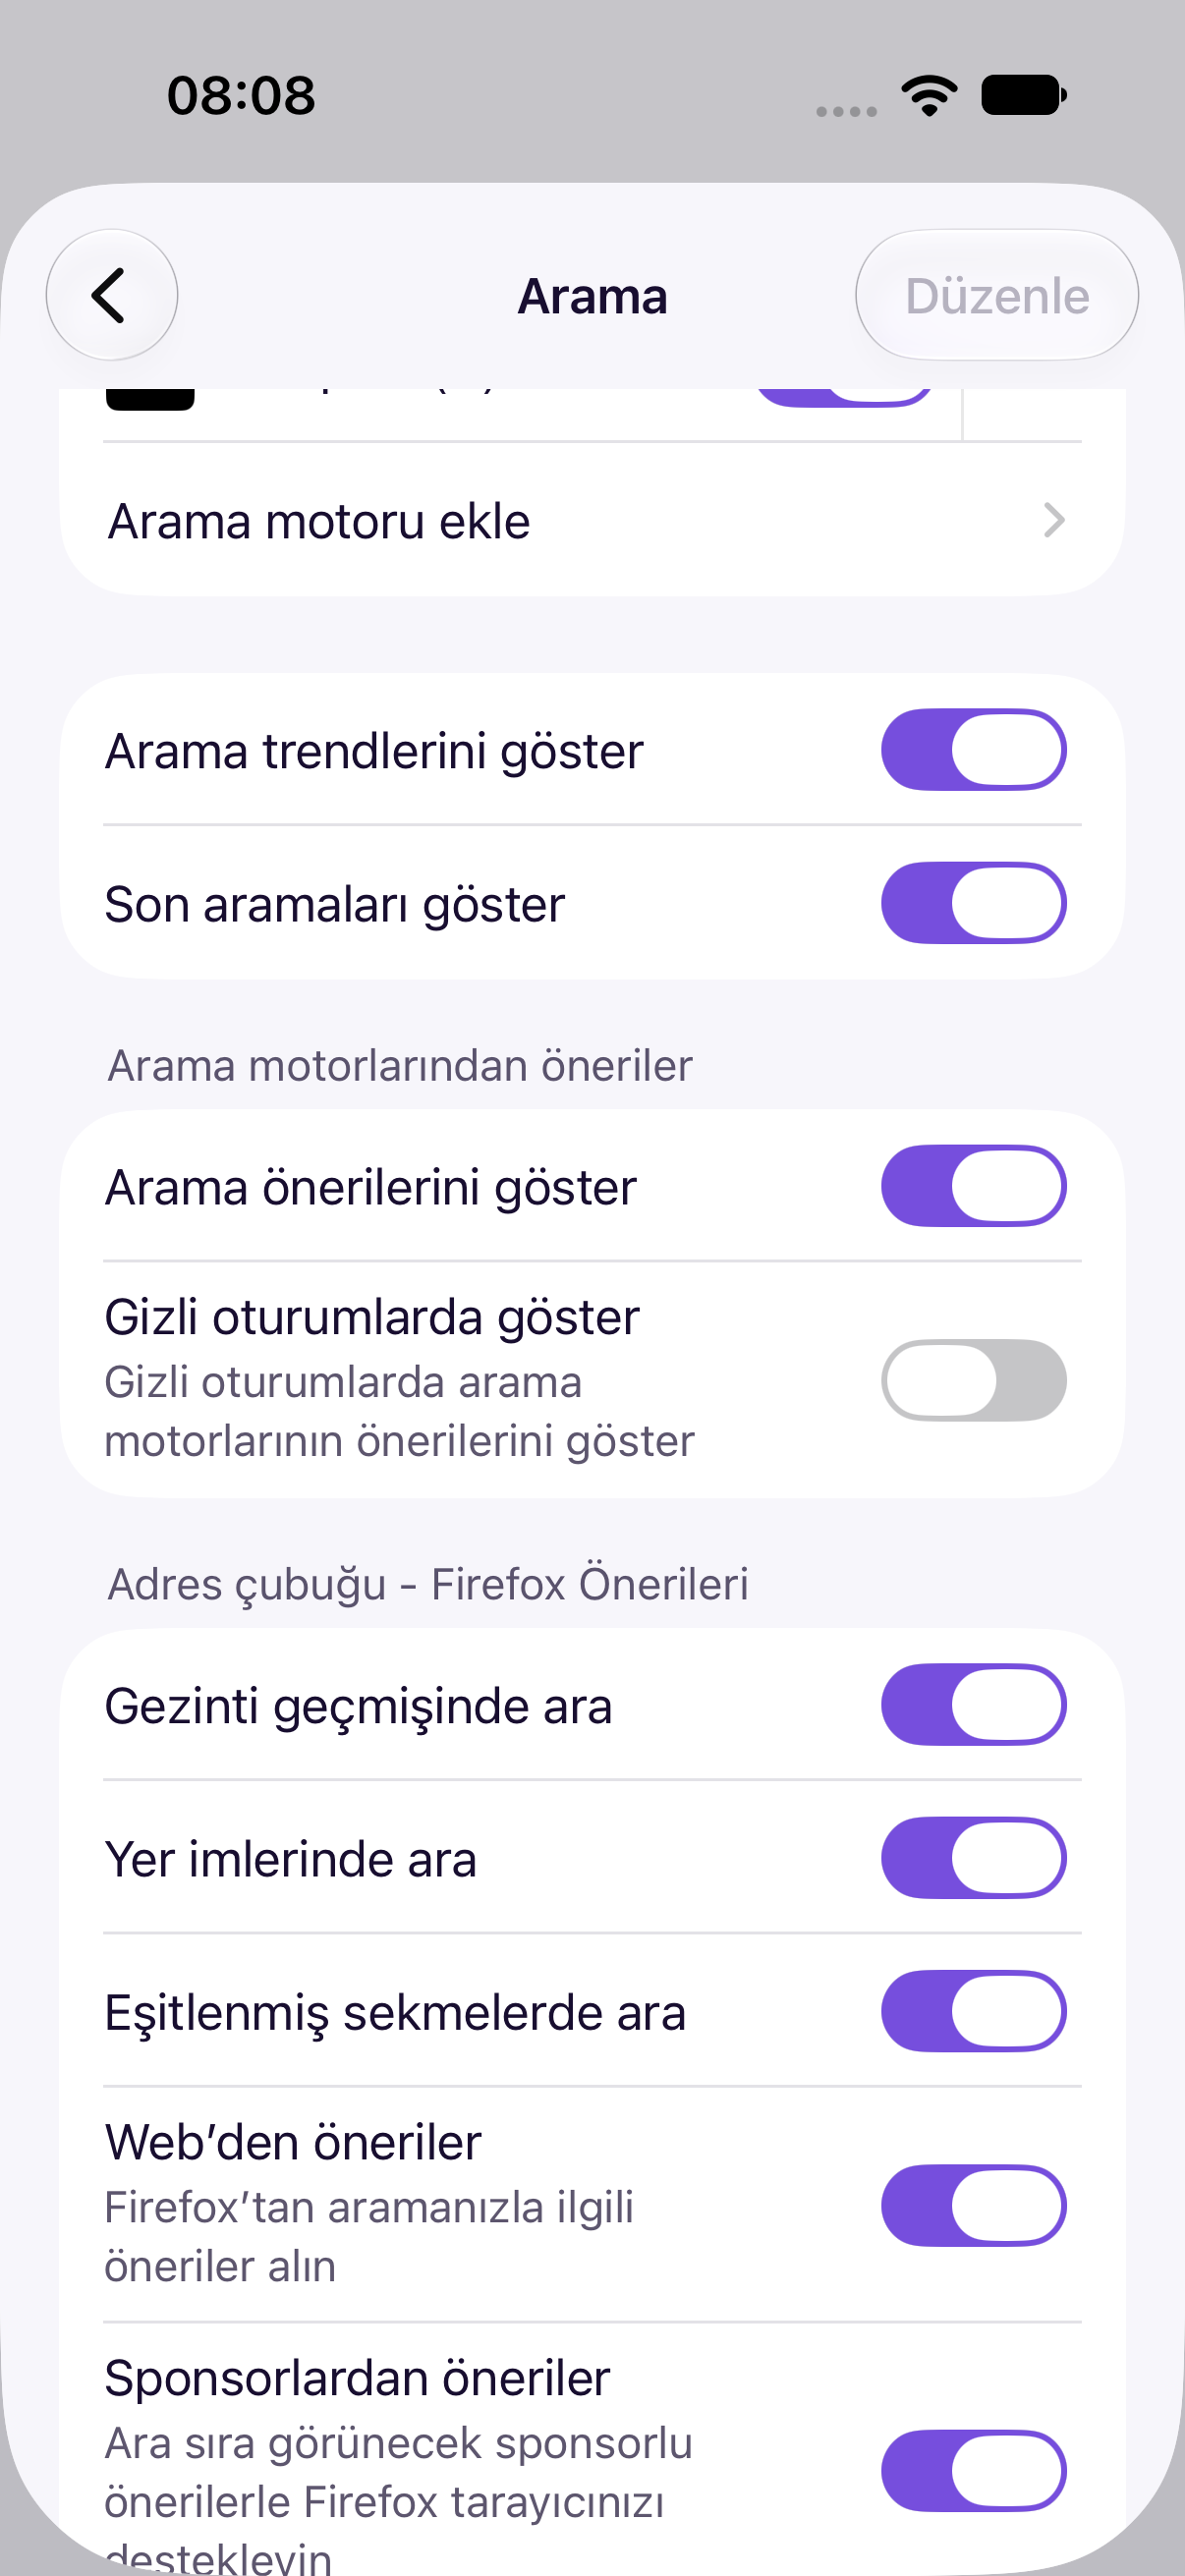 08:08
Arama
Düzenle
Arama motoru ekle
Arama trendlerini göster
Son aramaları göster
Arama motorlarından öneriler
Arama önerilerini göster
Gizli oturumlarda göster
Gizli oturumlarda arama
motorlarının önerilerini göster
Adres çubuğu - Firefox Önerileri
Gezinti geçmişinde ara
Yer imlerinde ara
Eşitlenmiş sekmelerde ara
Web’den öneriler
Firefox’tan aramanızla ilgili
öneriler alın
Sponsorlardan öneriler
Ara sıra görünecek sponsorlu
önerilerle Firefox tarayıcınızı
destekleyin